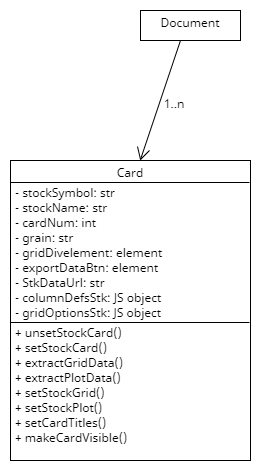 Document
1..n
Card
- stockSymbol: str
- stockName: str
- cardNum: int
- grain: str
- gridDivelement: element
- exportDataBtn: element
- StkDataUrl: str
- columnDefsStk: JS object
- gridOptionsStk: JS object
+ unsetStockCard()
+ setStockCard()
+ extractGridData()
+ extractPlotData()
+ setStockGrid()
+ setStockPlot()
+ setCardTitles()
+ makeCardVisible()